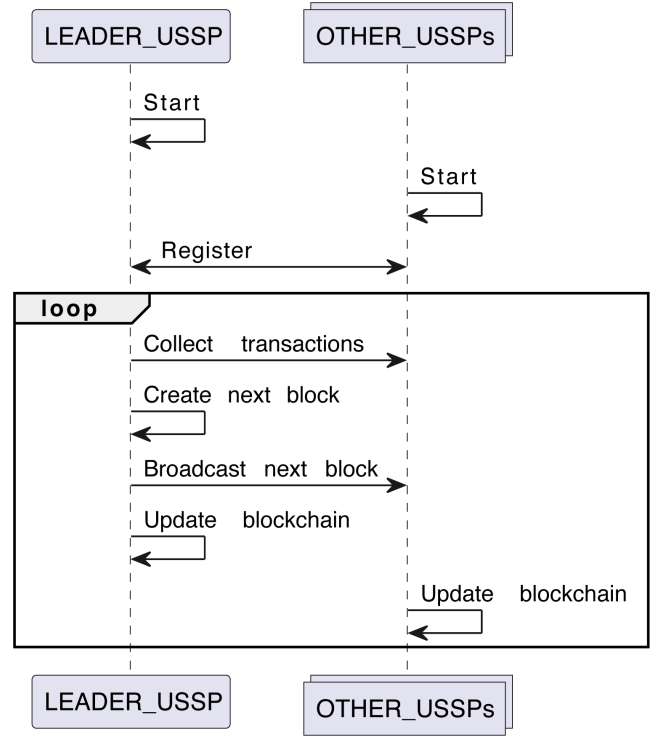 LEADER_USSP
OTHER_USSPs
Start
Start
Register
loop
Collect transactions
Create next block
Broadcast next block
Update blockchain
Update blockchain
LEADER_USSP
OTHER_USSPs